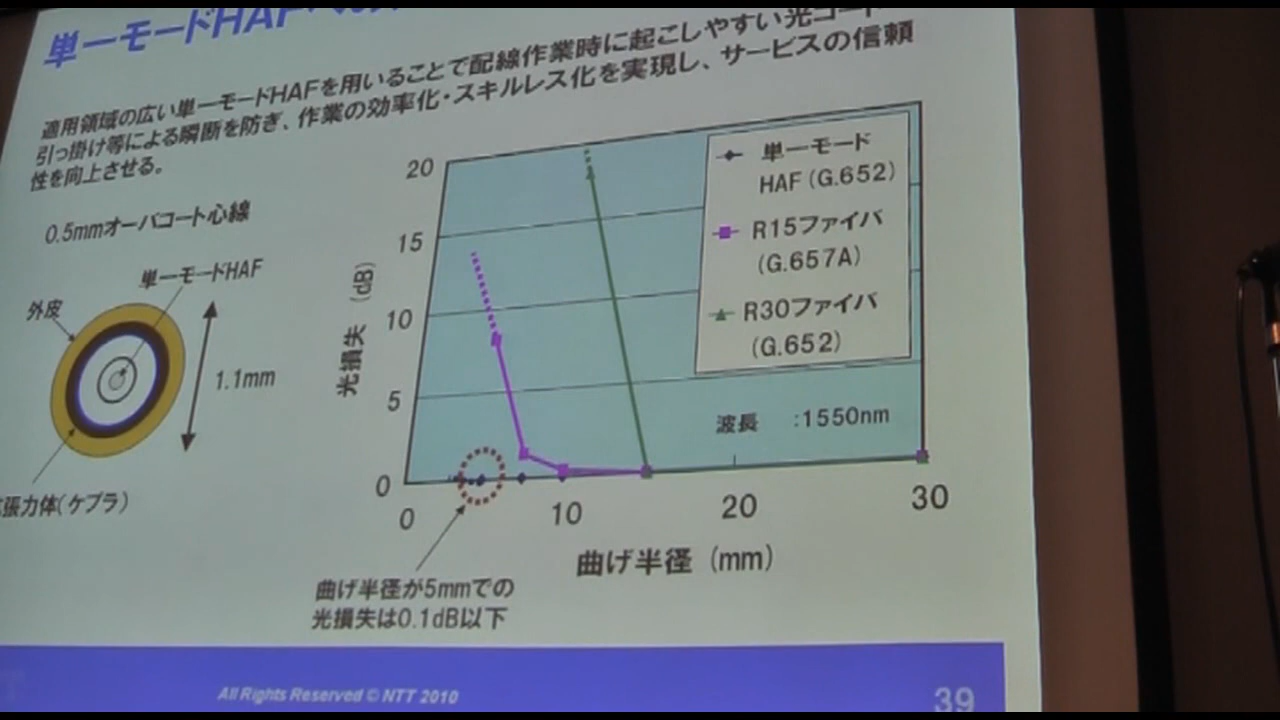 単一モードHAF
適用領域の広い単一モードHAFを用いることで配線作業時に起こしやすい光コード
引っ掛け等による瞬断を防ぎ、作業の効率化・スキルレス化を実現し、サービスの信頼
性を向上させる。
0.5mmオーバコート心線
単一モードHAF
外皮
1.1mm
張力体(ケブラ)
光損失 (dB)
20
15
10
5
0
0
10
20
30
曲げ半径 (mm)
単一モード
HAF (G.652)
R15ファイバ
(G.657A)
R30ファイバ
(G.652)
波長 :1550nm
曲げ半径が5mmでの
光損失は0.1dB以下
All Rights Reserved © NTT 2010
39